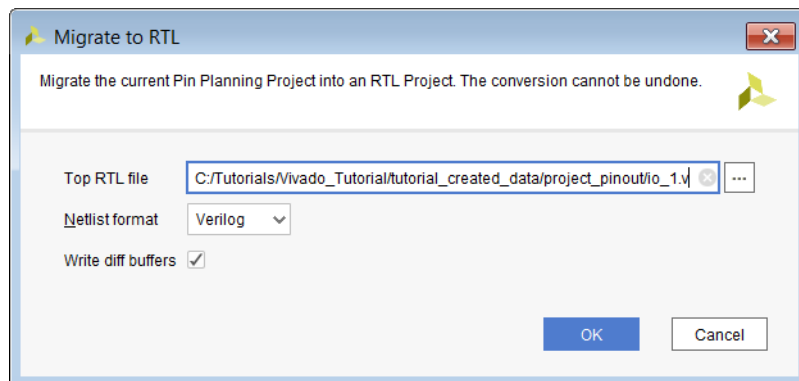 Migrate to RTL
Migrate the current Pin Planning Project into an RTL Project. The conversion cannot be undone.
Top RTL file C:/Tutorials/Vivado_Tutorial/tutorial_created_data/project_pinout/io_1.v ...
Netlist format Verilog
Write diff buffers
OK Cancel